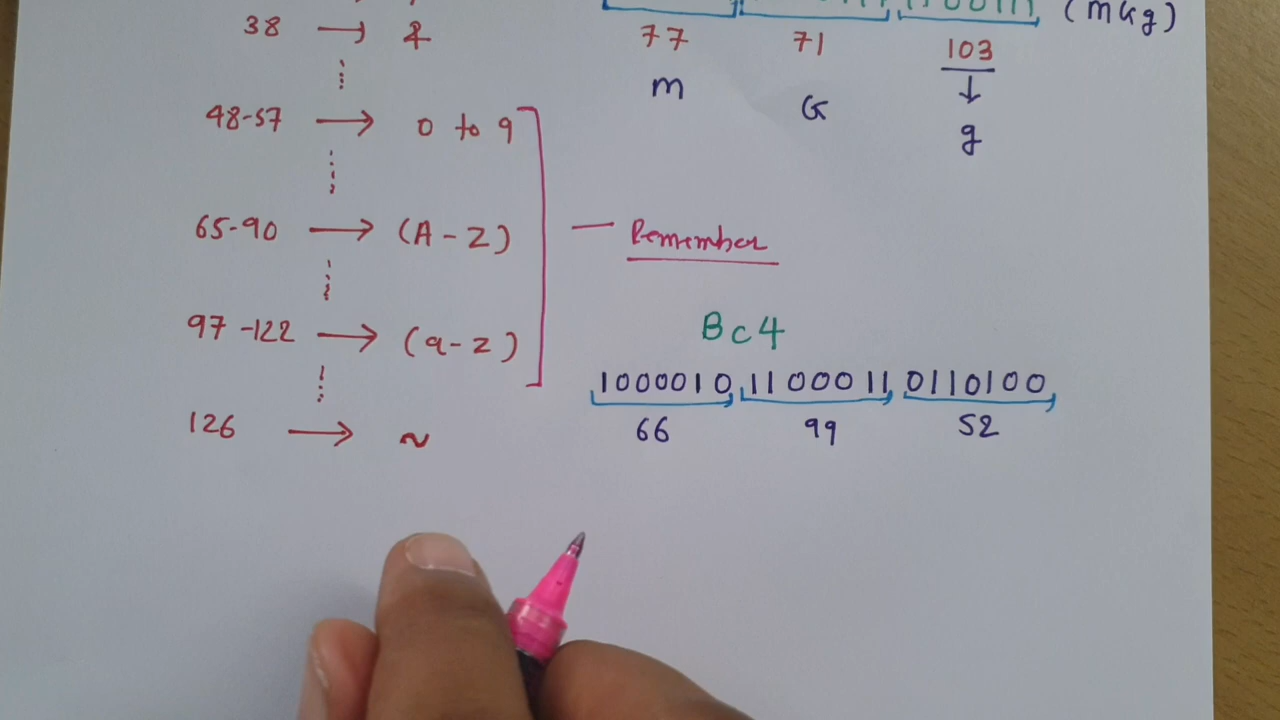 38 → &
48-57 → 0 to 9
65-90 → (A-Z)
97-122 → (a-z)
126 → ~
(mGg)
77 71 103
m G g
Remember
Bc4
1000010 1100011 0110100
66 99 52